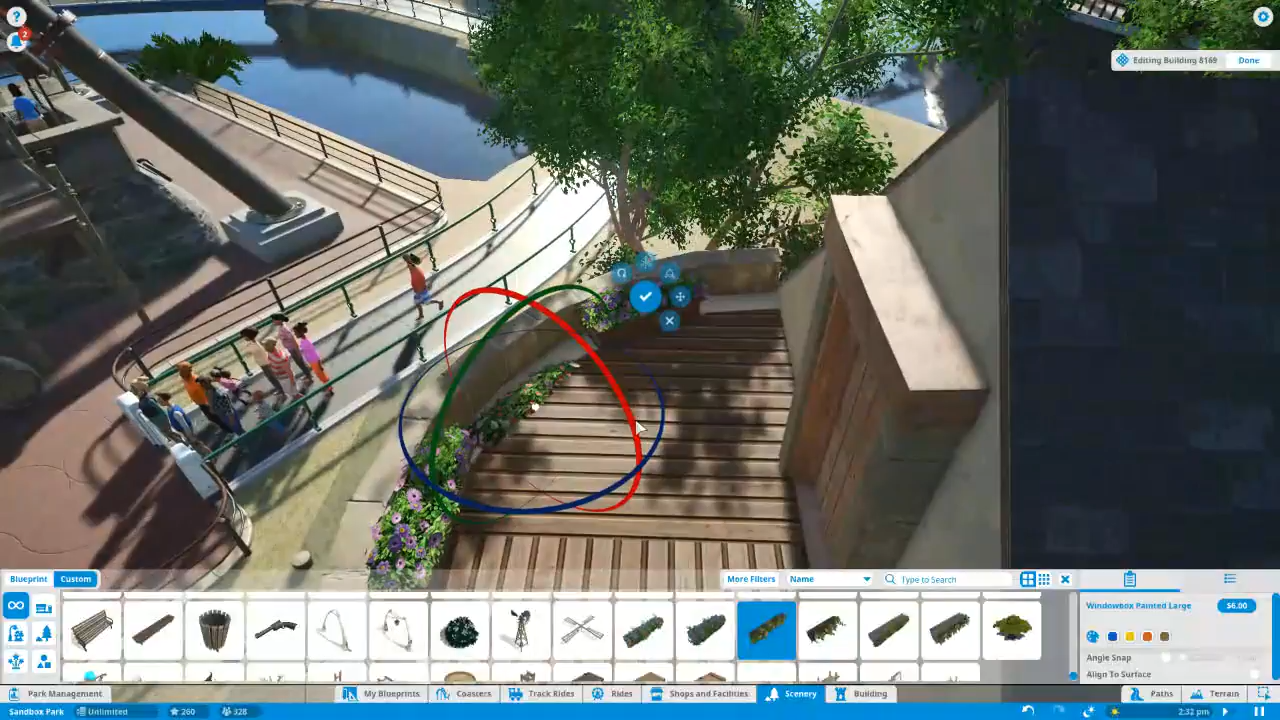 ?
2
Editing Building 8169 Done
Blueprint Custom More Filters Name Type to Search
Windowbox Painted Large $6.00
Angle Snap
Align To Surface
Park Management My Blueprints Coasters Track Rides Rides Shops and Facilities Scenery Building Paths Terrain
Sandbox Park Unlimited 260 328 2:32 pm